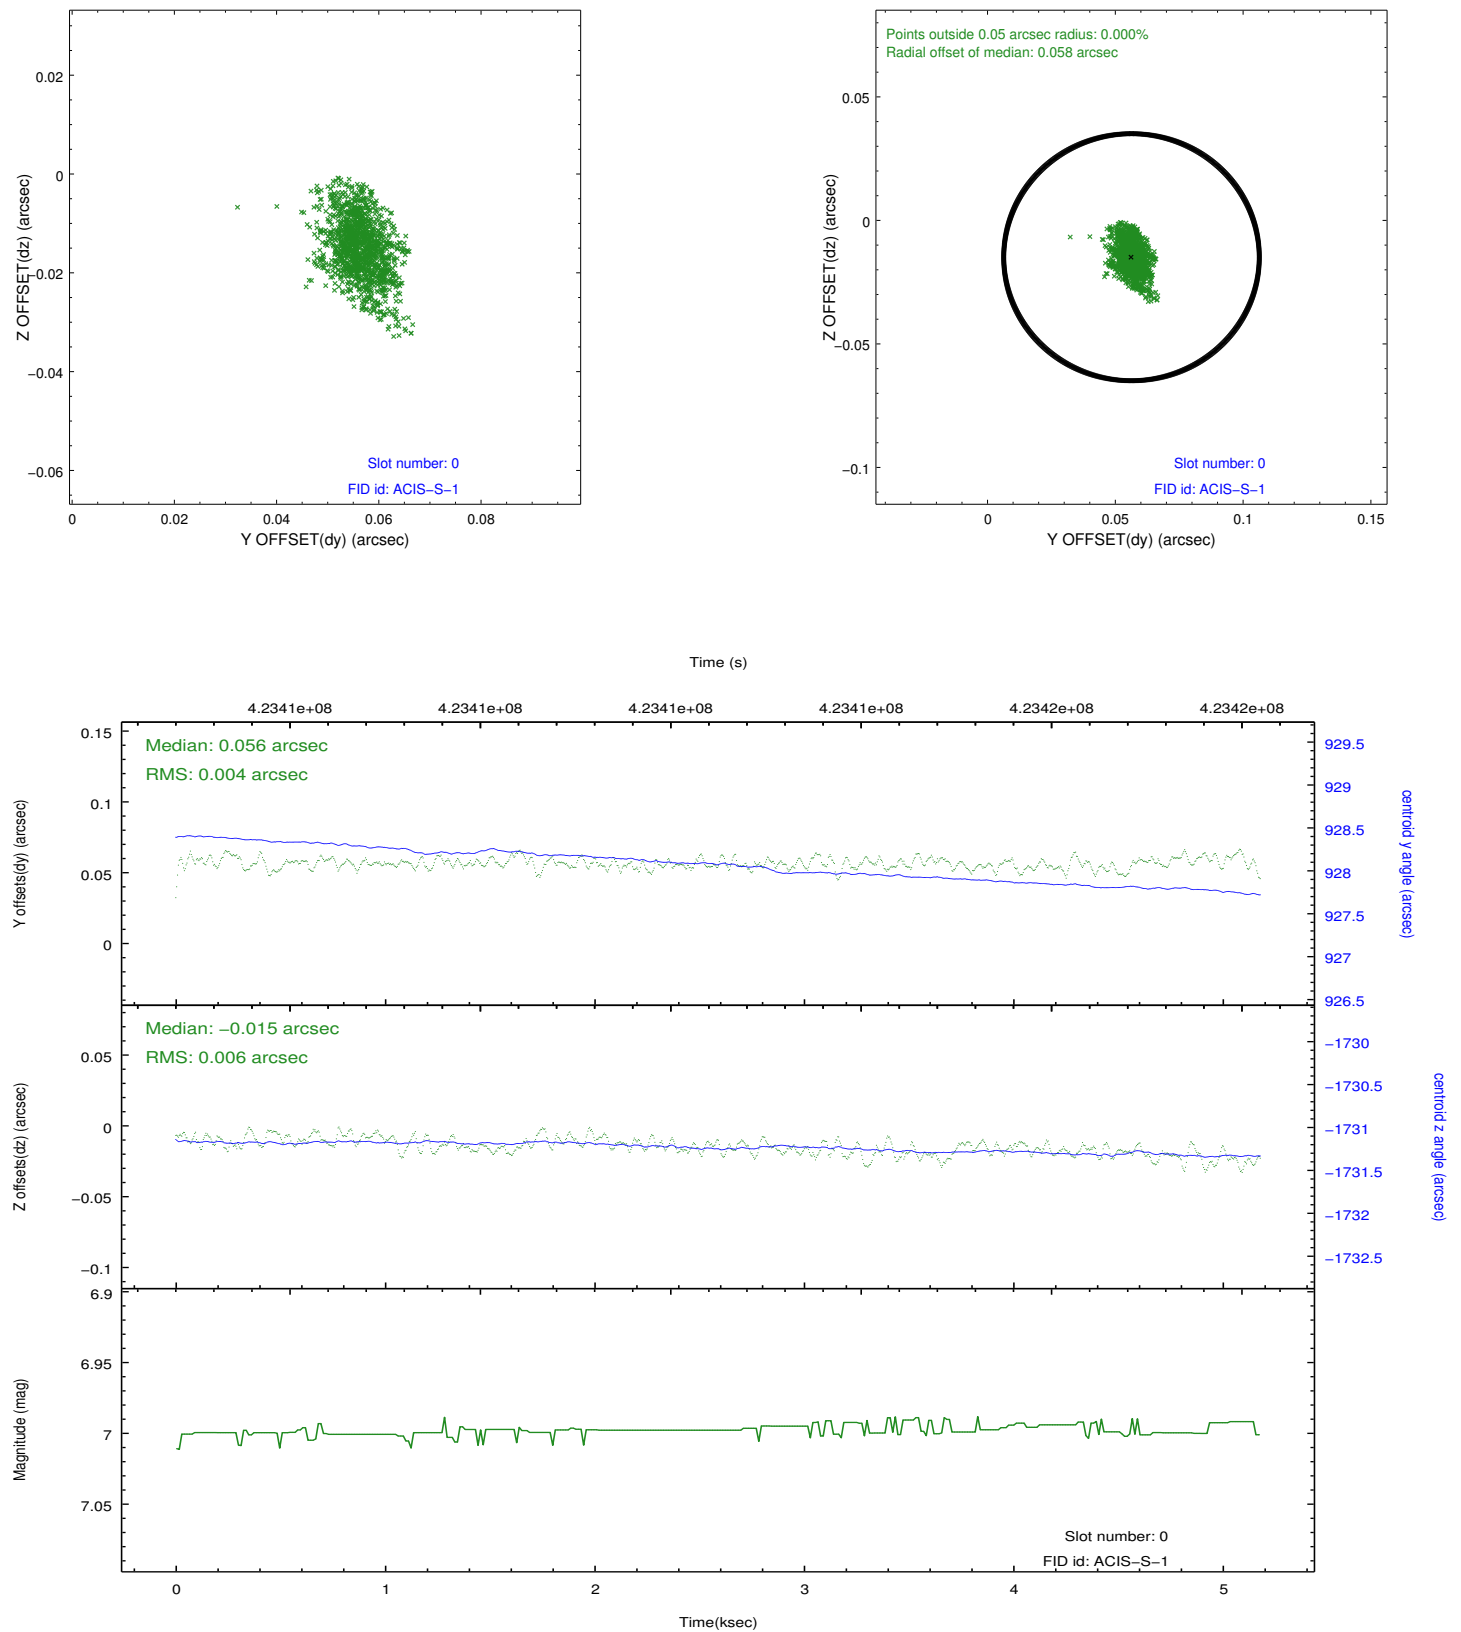 0.02
0
−0.02
−0.04
−0.06
Z OFFSET(dz) (arcsec)
Slot number: 0
FID id: ACIS−S−1
0 0.02 0.04 0.06 0.08
Y OFFSET(dy) (arcsec)
Points outside 0.05 arcsec radius: 0.000%
Radial offset of median: 0.058 arcsec
0.05
0
−0.05
−0.1
Z OFFSET(dz) (arcsec)
Slot number: 0
FID id: ACIS−S−1
0 0.05 0.1 0.15
Y OFFSET(dy) (arcsec)
Time (s)
4.2341e+08 4.2341e+08 4.2341e+08 4.2341e+08 4.2342e+08 4.2342e+08
Median: 0.056 arcsec
RMS: 0.004 arcsec
0.15
0.1
0.05
0
Y offsets(dy) (arcsec)
929.5
929
928.5
928
927.5
927
926.5
centroid y angle (arcsec)
Median: −0.015 arcsec
RMS: 0.006 arcsec
0.05
0
−0.05
−0.1
Z offsets(dz) (arcsec)
−1730
−1730.5
−1731
−1731.5
−1732
−1732.5
centroid z angle (arcsec)
6.9
6.95
7
7.05
Magnitude (mag)
Slot number: 0
FID id: ACIS−S−1
0 1 2 3 4 5
Time(ksec)